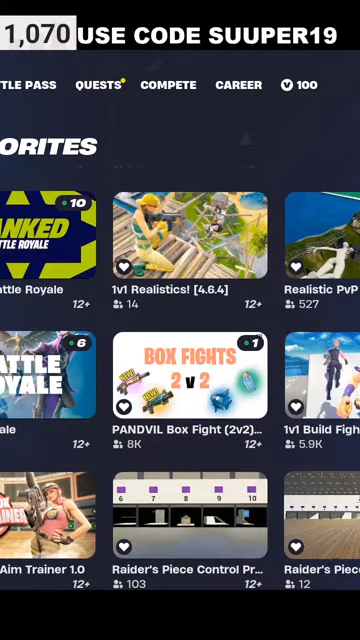 1,070 USE CODE SUUPER19
TLE PASS QUESTS COMPETE CAREER V 100
ORITES
10
ANKED
TTLE ROYALE
attle Royale
12+
1v1 Realistics! [4.6.4]
14 12+
Realistic PvP
527
6
ATTLE
OYALE
ale
12+
1
BOX FIGHTS
2 v 2
PANDVIL Box Fight (2v2)...
8K 12+
1v1 Build Figh
5.9K
AINER
Aim Trainer 1.0
12+
6 7 8 9 10
Raider's Piece Control Pr...
103 12+
Raider's Piec
12